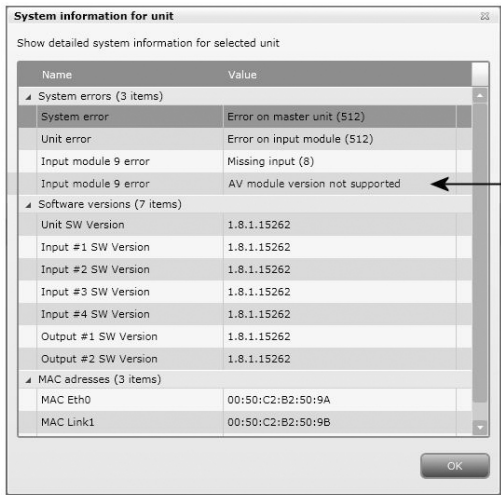 System information for unit
Show detailed system information for selected unit
Name Value
System errors (3 items)
System error Error on master unit (512)
Unit error Error on input module (512)
Input module 9 error Missing input (8)
Input module 9 error AV module version not supported
Software versions (7 items)
Unit SW Version 1.8.1.15262
Input #1 SW Version 1.8.1.15262
Input #2 SW Version 1.8.1.15262
Input #3 SW Version 1.8.1.15262
Input #4 SW Version 1.8.1.15262
Output #1 SW Version 1.8.1.15262
Output #2 SW Version 1.8.1.15262
MAC adresses (3 items)
MAC Eth0 00:50:C2:B2:50:9A
MAC Link1 00:50:C2:B2:50:9B
OK